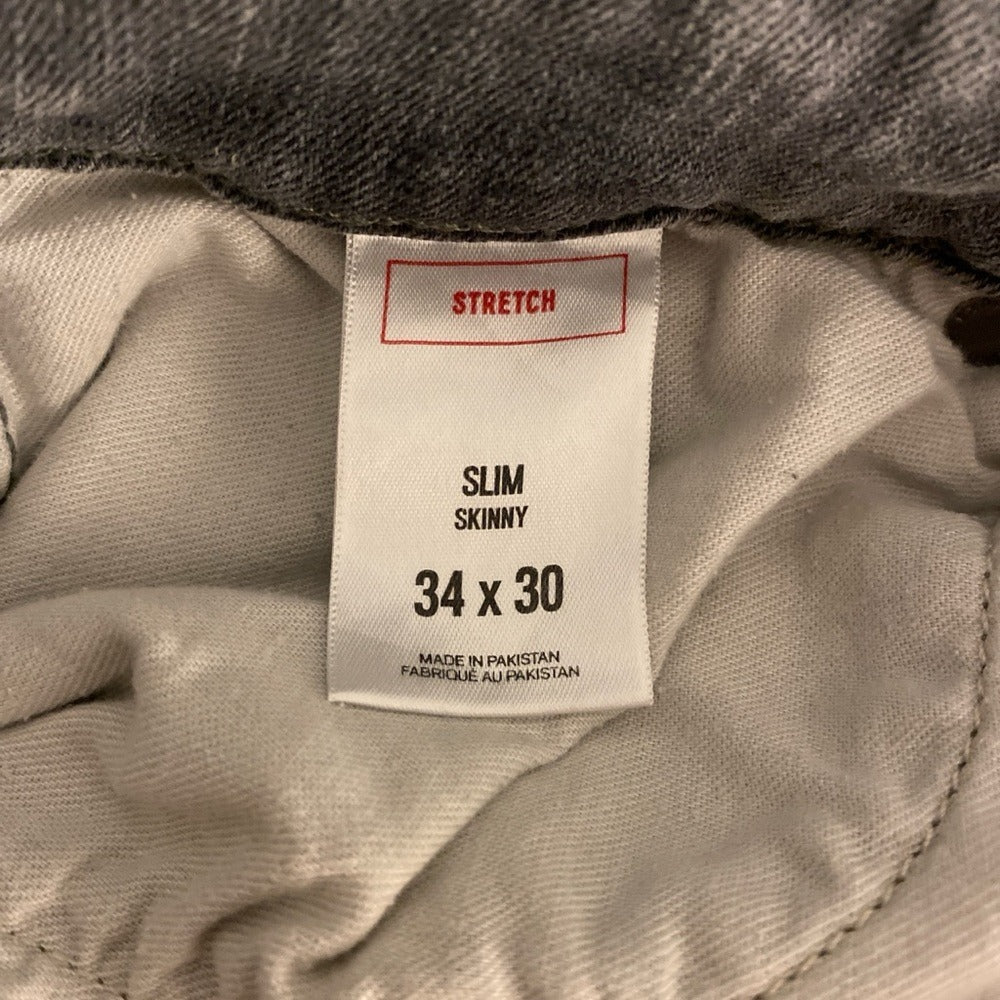 STRETCH
SLIM
SKINNY
34 x 30
MADE IN PAKISTAN
FABRIQUÉ AU PAKISTAN